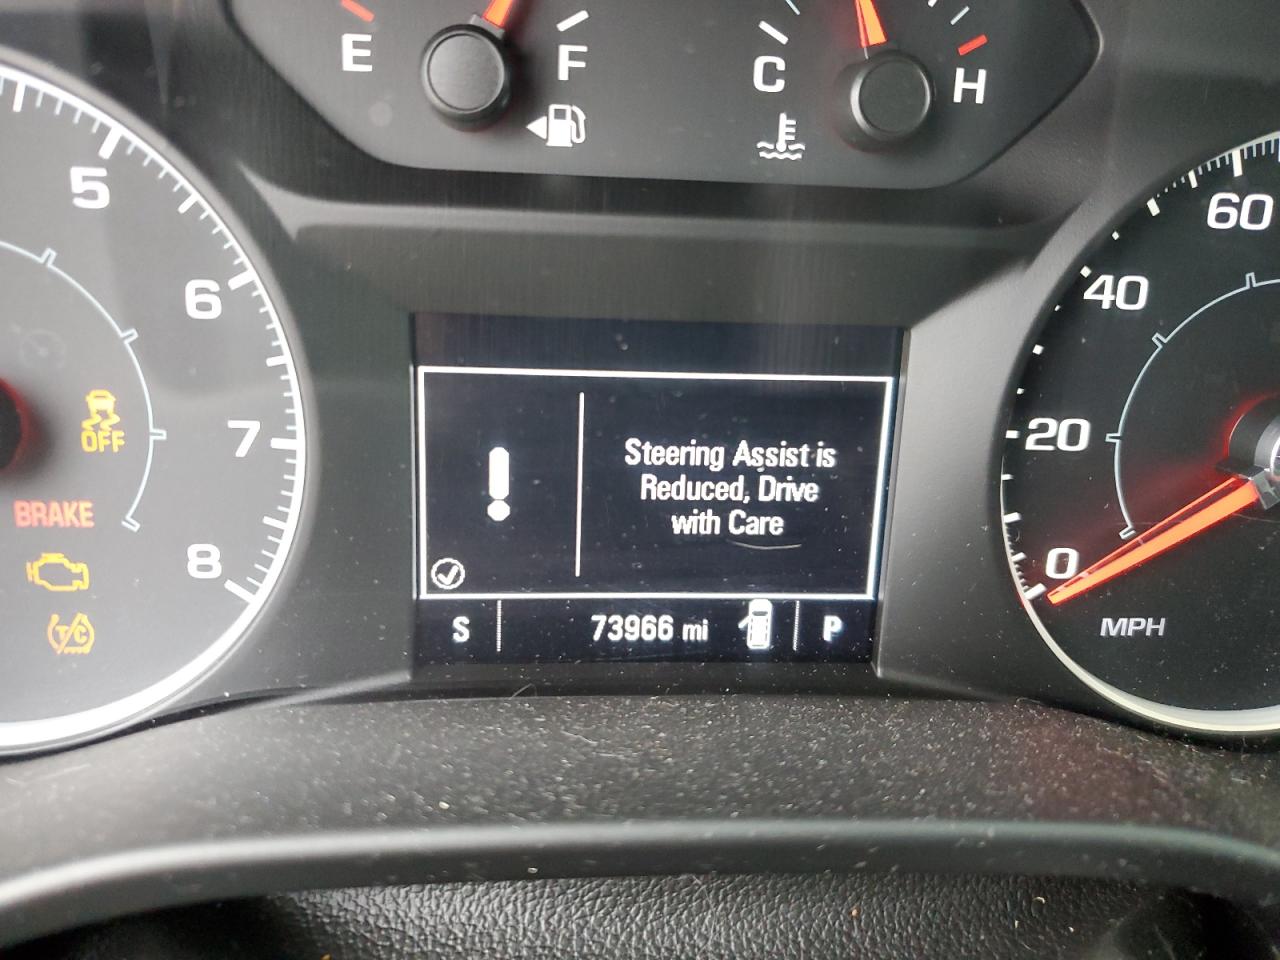 E
F
C
H
5
6
7
8
OFF
BRAKE
TC
Steering Assist is
Reduced, Drive
with Care
S
73966 mi
P
60
40
20
0
MPH